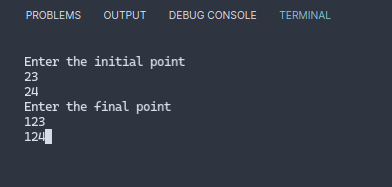 PROBLEMS OUTPUT DEBUG CONSOLE TERMINAL
Enter the initial point
23
24
Enter the final point
123
124